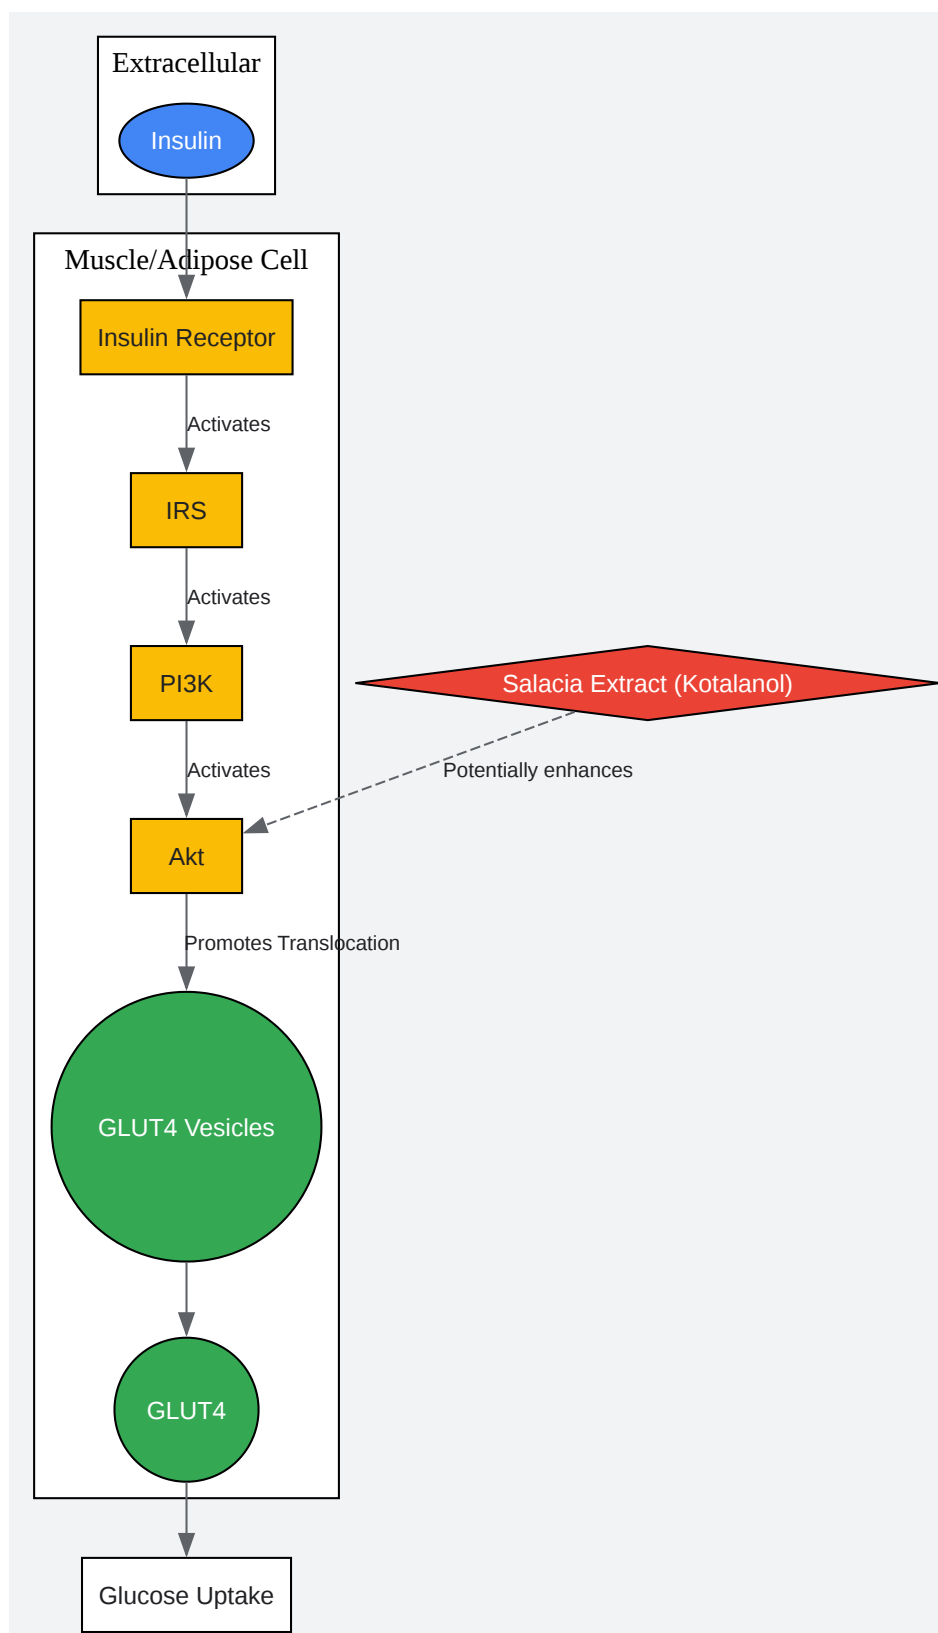 Extracellular
Insulin
Muscle/Adipose Cell
Insulin Receptor
Activates
IRS
Activates
PI3K
Salacia Extract (Kotalanol)
Activates
Potentially enhances
Akt
Promotes Translocation
GLUT4 Vesicles
GLUT4
Glucose Uptake